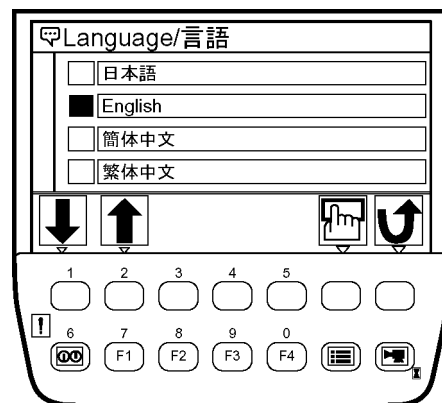 Language/言語
日本語
English
簡体中文
繁体中文
1 2 3 4 5
! 6 7 8 9 0
F1 F2 F3 F4